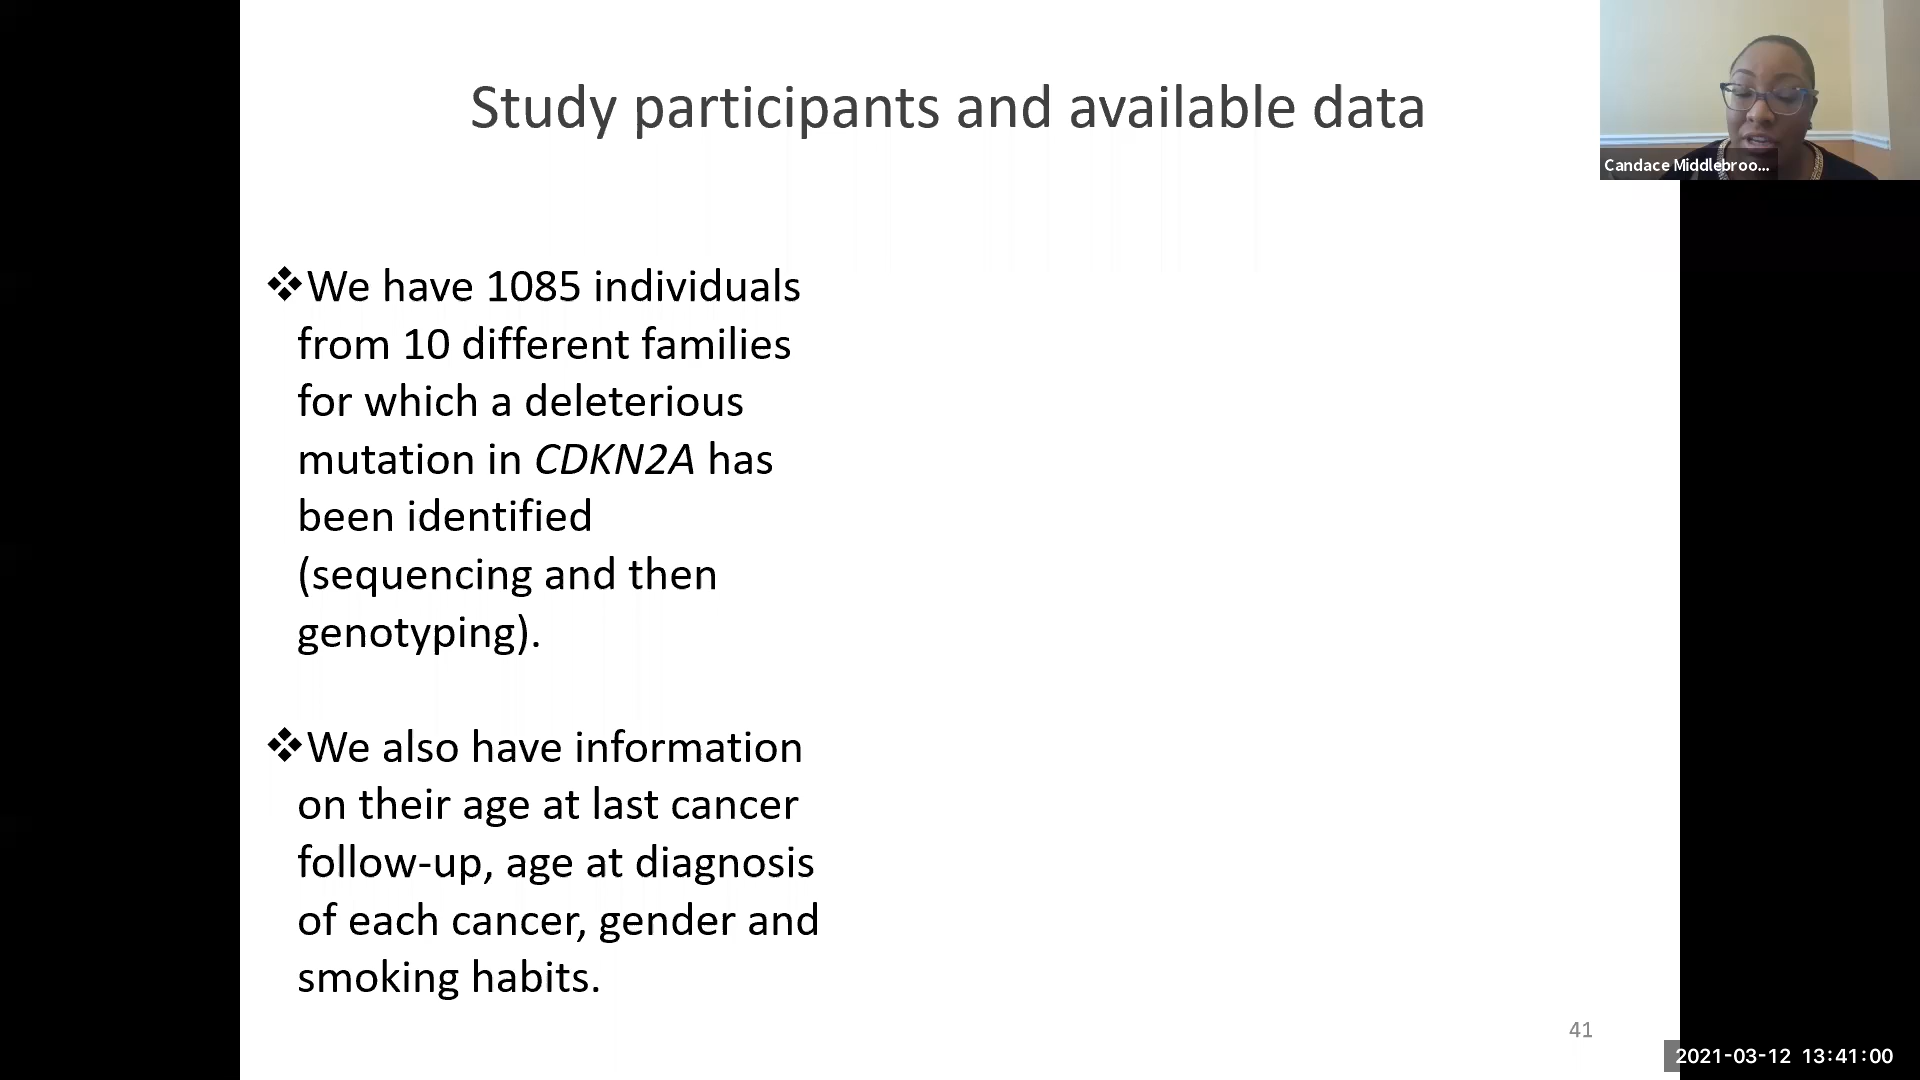 Study participants and available data
Candace Middlebroo...
❖We have 1085 individuals
from 10 different families
for which a deleterious
mutation in CDKN2A has
been identified
(sequencing and then
genotyping).
❖We also have information
on their age at last cancer
follow-up, age at diagnosis
of each cancer, gender and
smoking habits.
41
2021-03-12 13:41:00